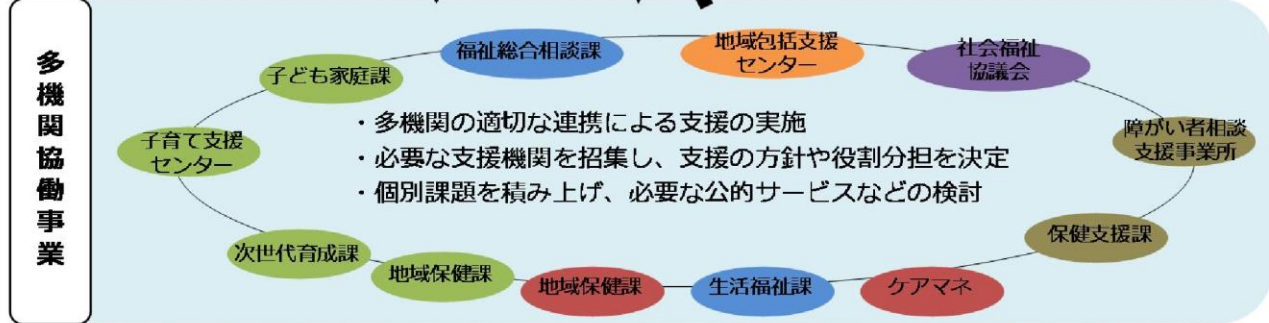 多機関協働事業
福祉総合相談課
地域包括支援
センター
社会福祉
協議会
子ども家庭課
障がい者相談
支援事業所
子育て支援
センター
・多機関の適切な連携による支援の実施
・必要な支援機関を招集し、支援の方針や役割分担を決定
・個別課題を積み上げ、必要な公的サービスなどの検討
保健支援課
次世代育成課
地域保健課
地域保健課
生活福祉課
ケアマネ